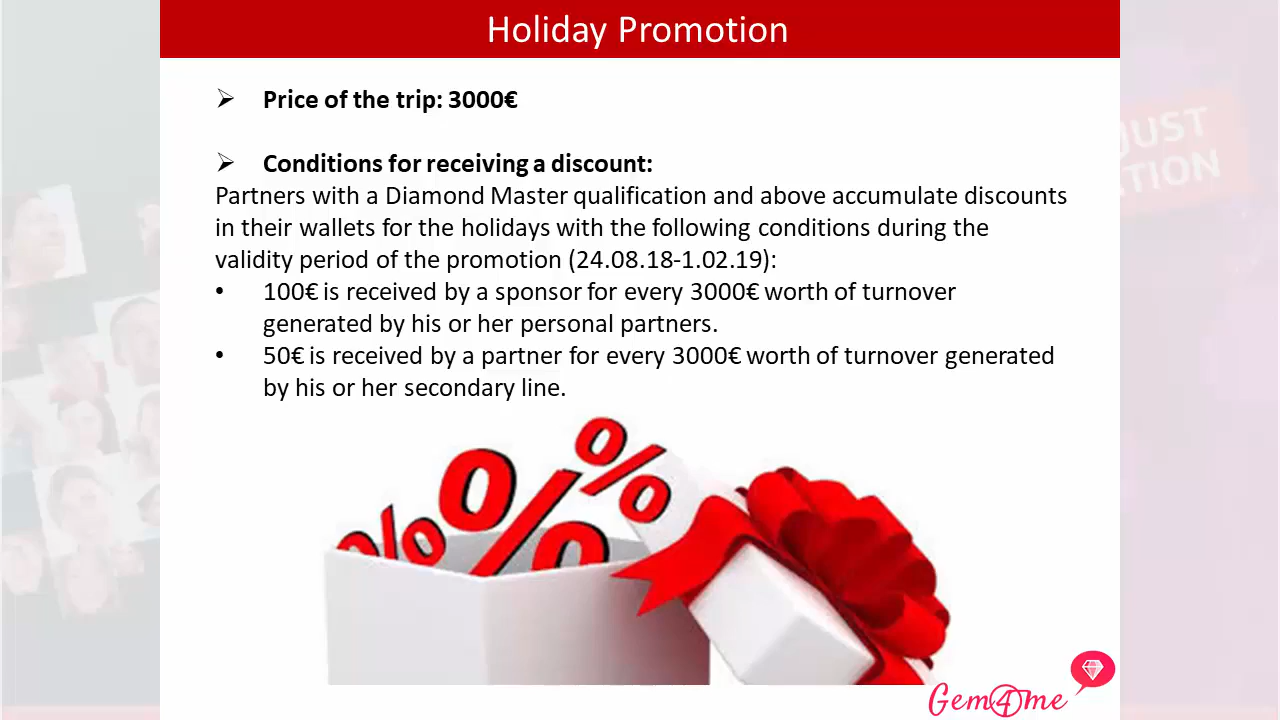 Holiday Promotion
➢ Price of the trip: 3000€
➢ Conditions for receiving a discount:
Partners with a Diamond Master qualification and above accumulate discounts
in their wallets for the holidays with the following conditions during the
validity period of the promotion (24.08.18-1.02.19):
• 100€ is received by a sponsor for every 3000€ worth of turnover
generated by his or her personal partners.
• 50€ is received by a partner for every 3000€ worth of turnover generated
by his or her secondary line.
% % % %
JUST
Gem4me